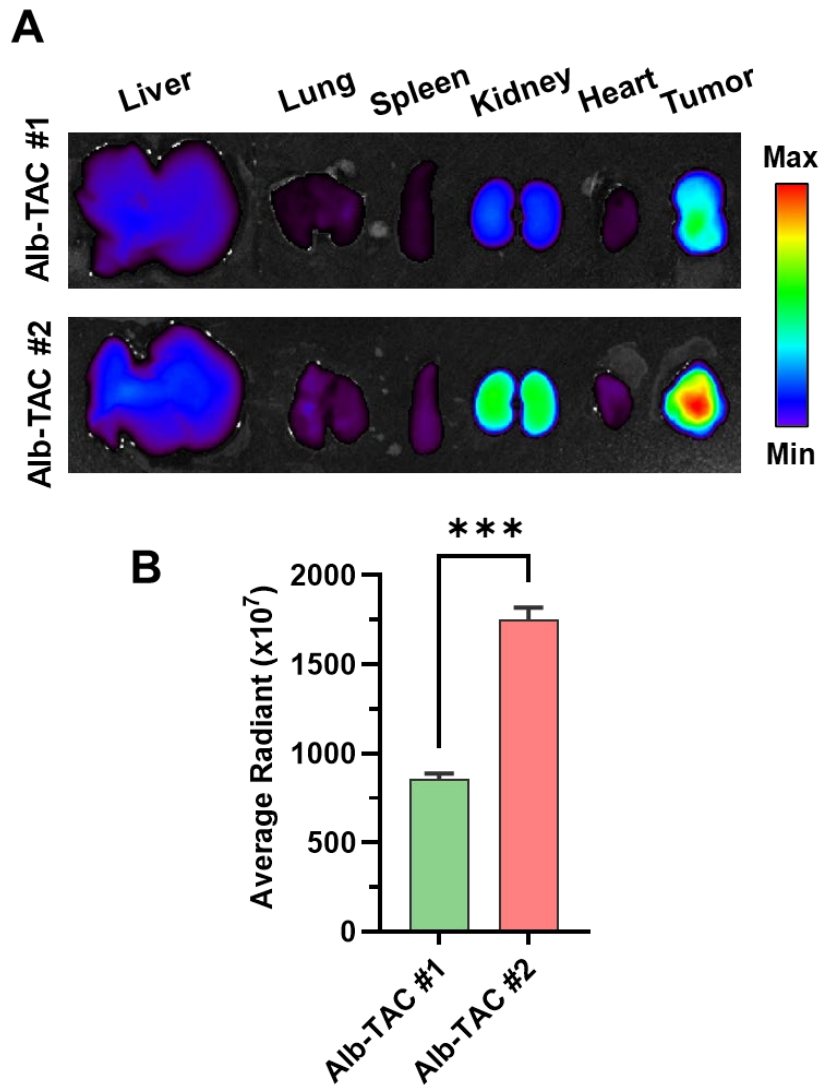 A
Liver Lung Spleen Kidney Heart Tumor
Alb-TAC #1
Max
Alb-TAC #2
Min
B
***
Average Radiant (x10⁷)
2000
1500
1000
500
0
Alb-TAC #1
Alb-TAC #2